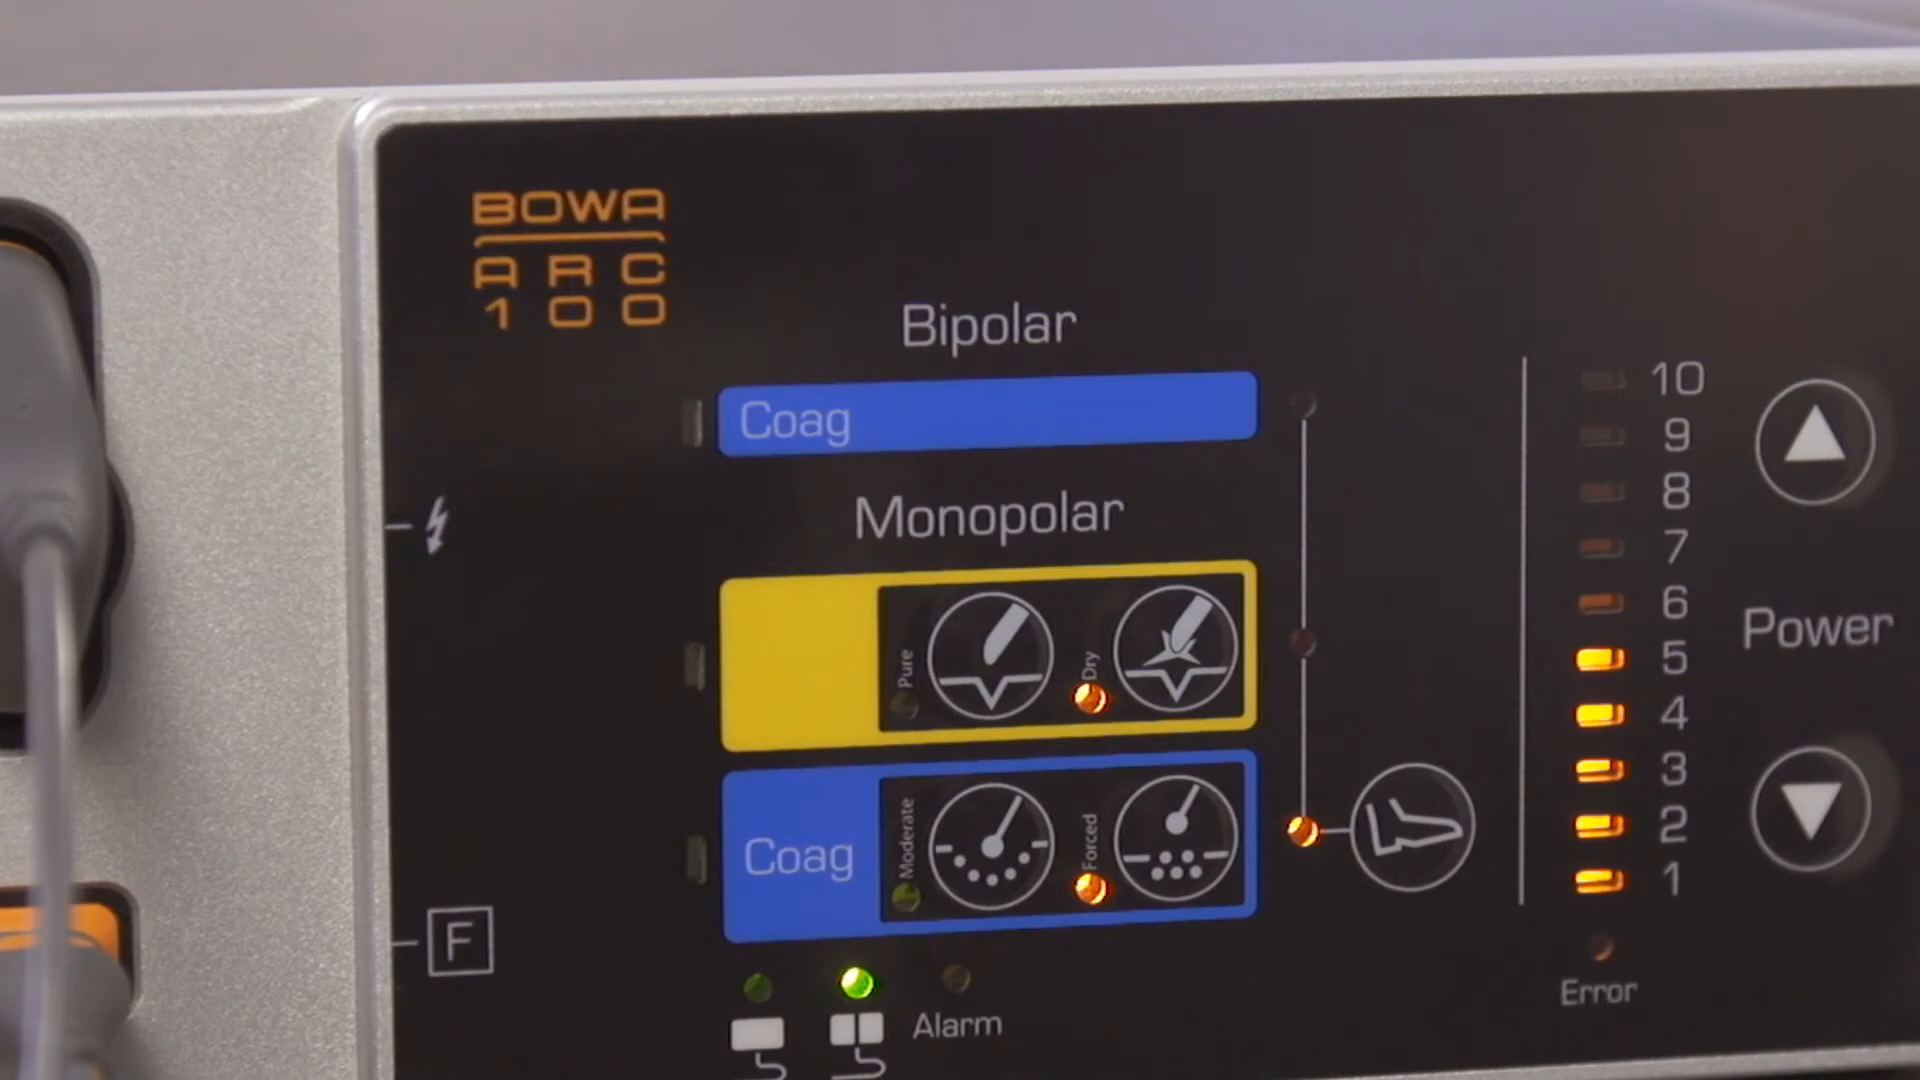 BOWA
ARC
100
Bipolar
Coag
Monopolar
Pure
Dry
Coag
Moderate
Forced
F
Alarm
10
9
8
7
6
5
4
3
2
1
Power
Error